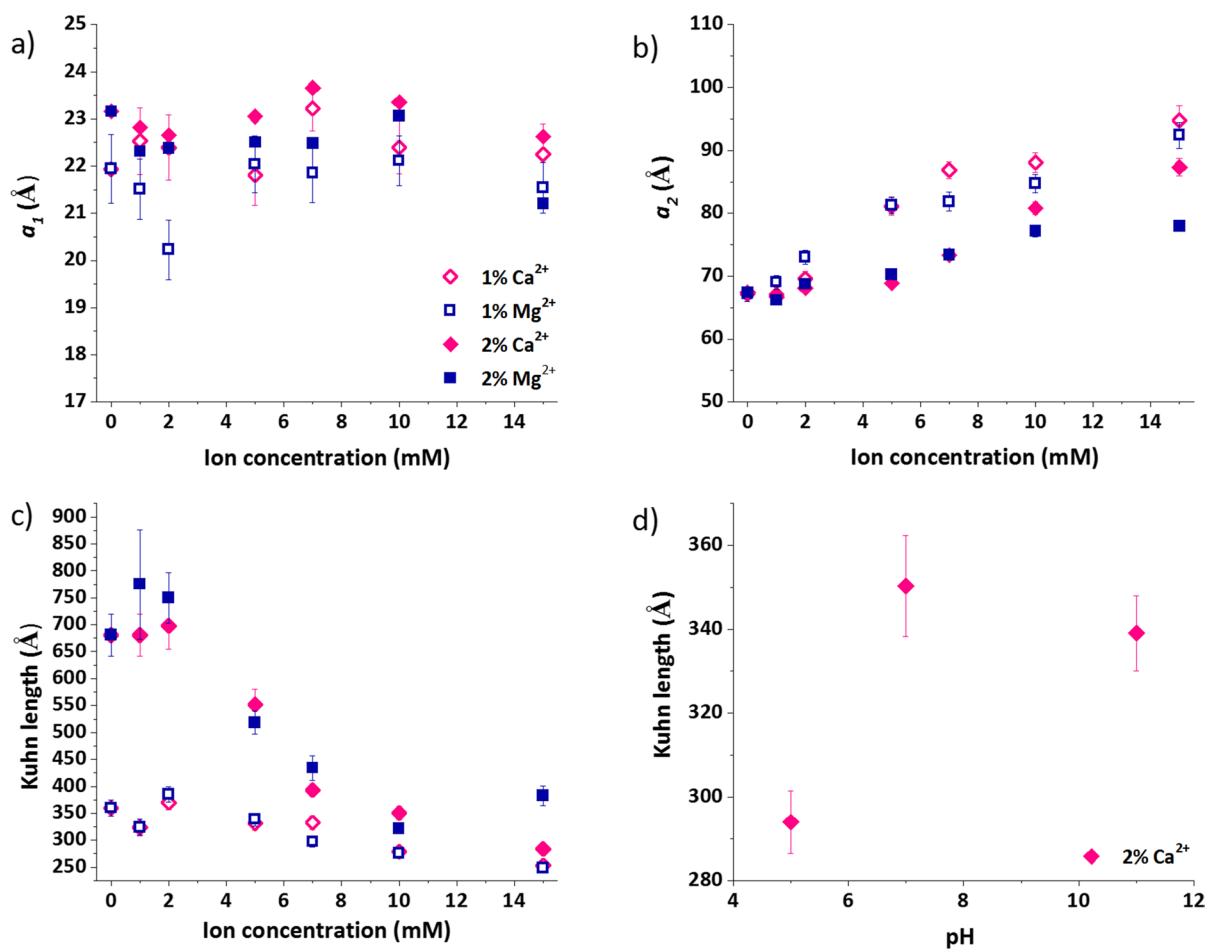 a)
25
24
23
22
21
20
19
18
17
a1 (Å)
0 2 4 6 8 10 12 14
Ion concentration (mM)
1% Ca2+
1% Mg2+
2% Ca2+
2% Mg2+
b)
110
100
90
80
70
60
50
a2 (Å)
0 2 4 6 8 10 12 14
Ion concentration (mM)
c)
900
850
800
750
700
650
600
550
500
450
400
350
300
250
Kuhn length (Å)
0 2 4 6 8 10 12 14
Ion concentration (mM)
d)
360
340
320
300
280
Kuhn length (Å)
4 6 8 10 12
pH
2% Ca2+